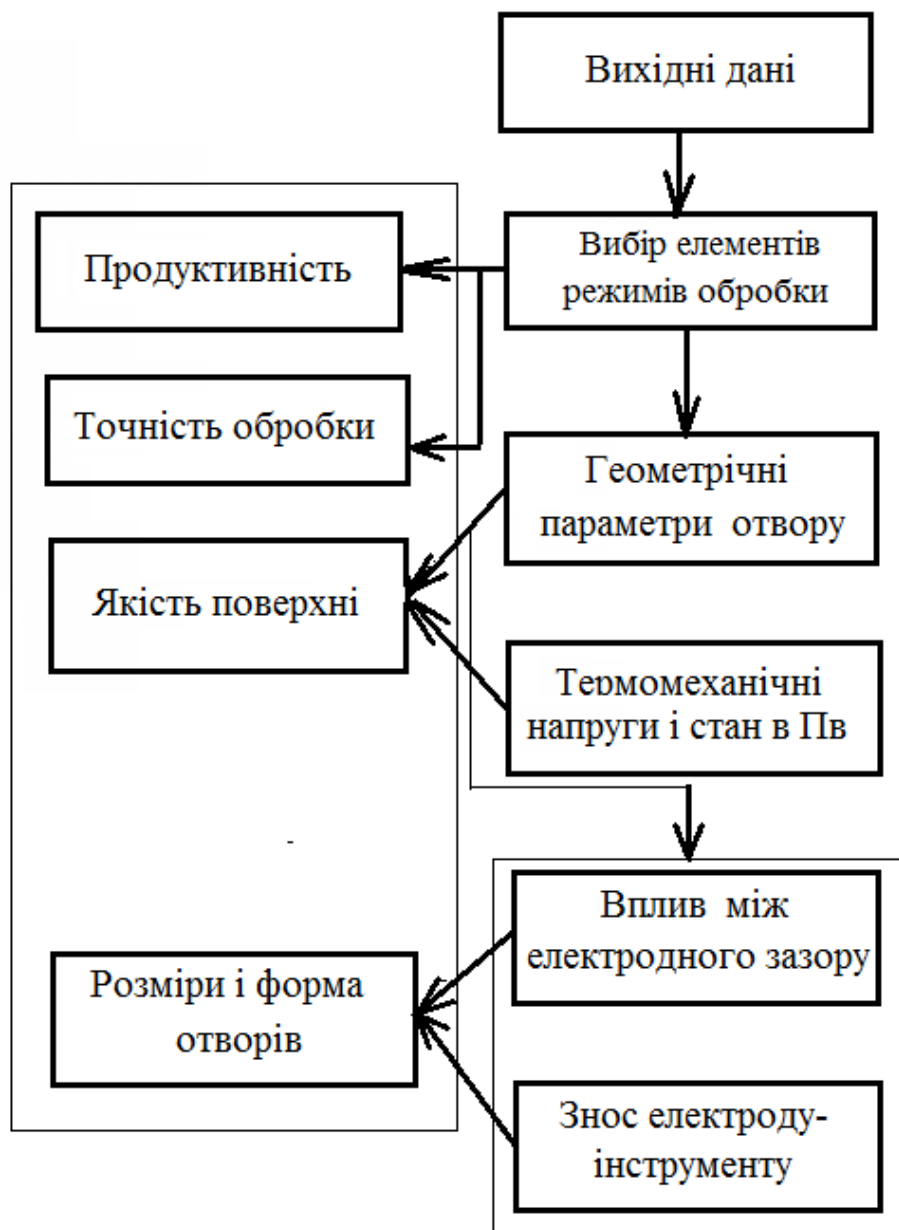 Вихідні дані
Вибір елементів
режимів обробки
Продуктивність
Точність обробки
Геометрічні
параметри отвору
Якість поверхні
Термомеханічні
напруги і стан в Пв
Вплив між
електродного зазору
Розміри і форма
отворів
Знос електроду-
інструменту